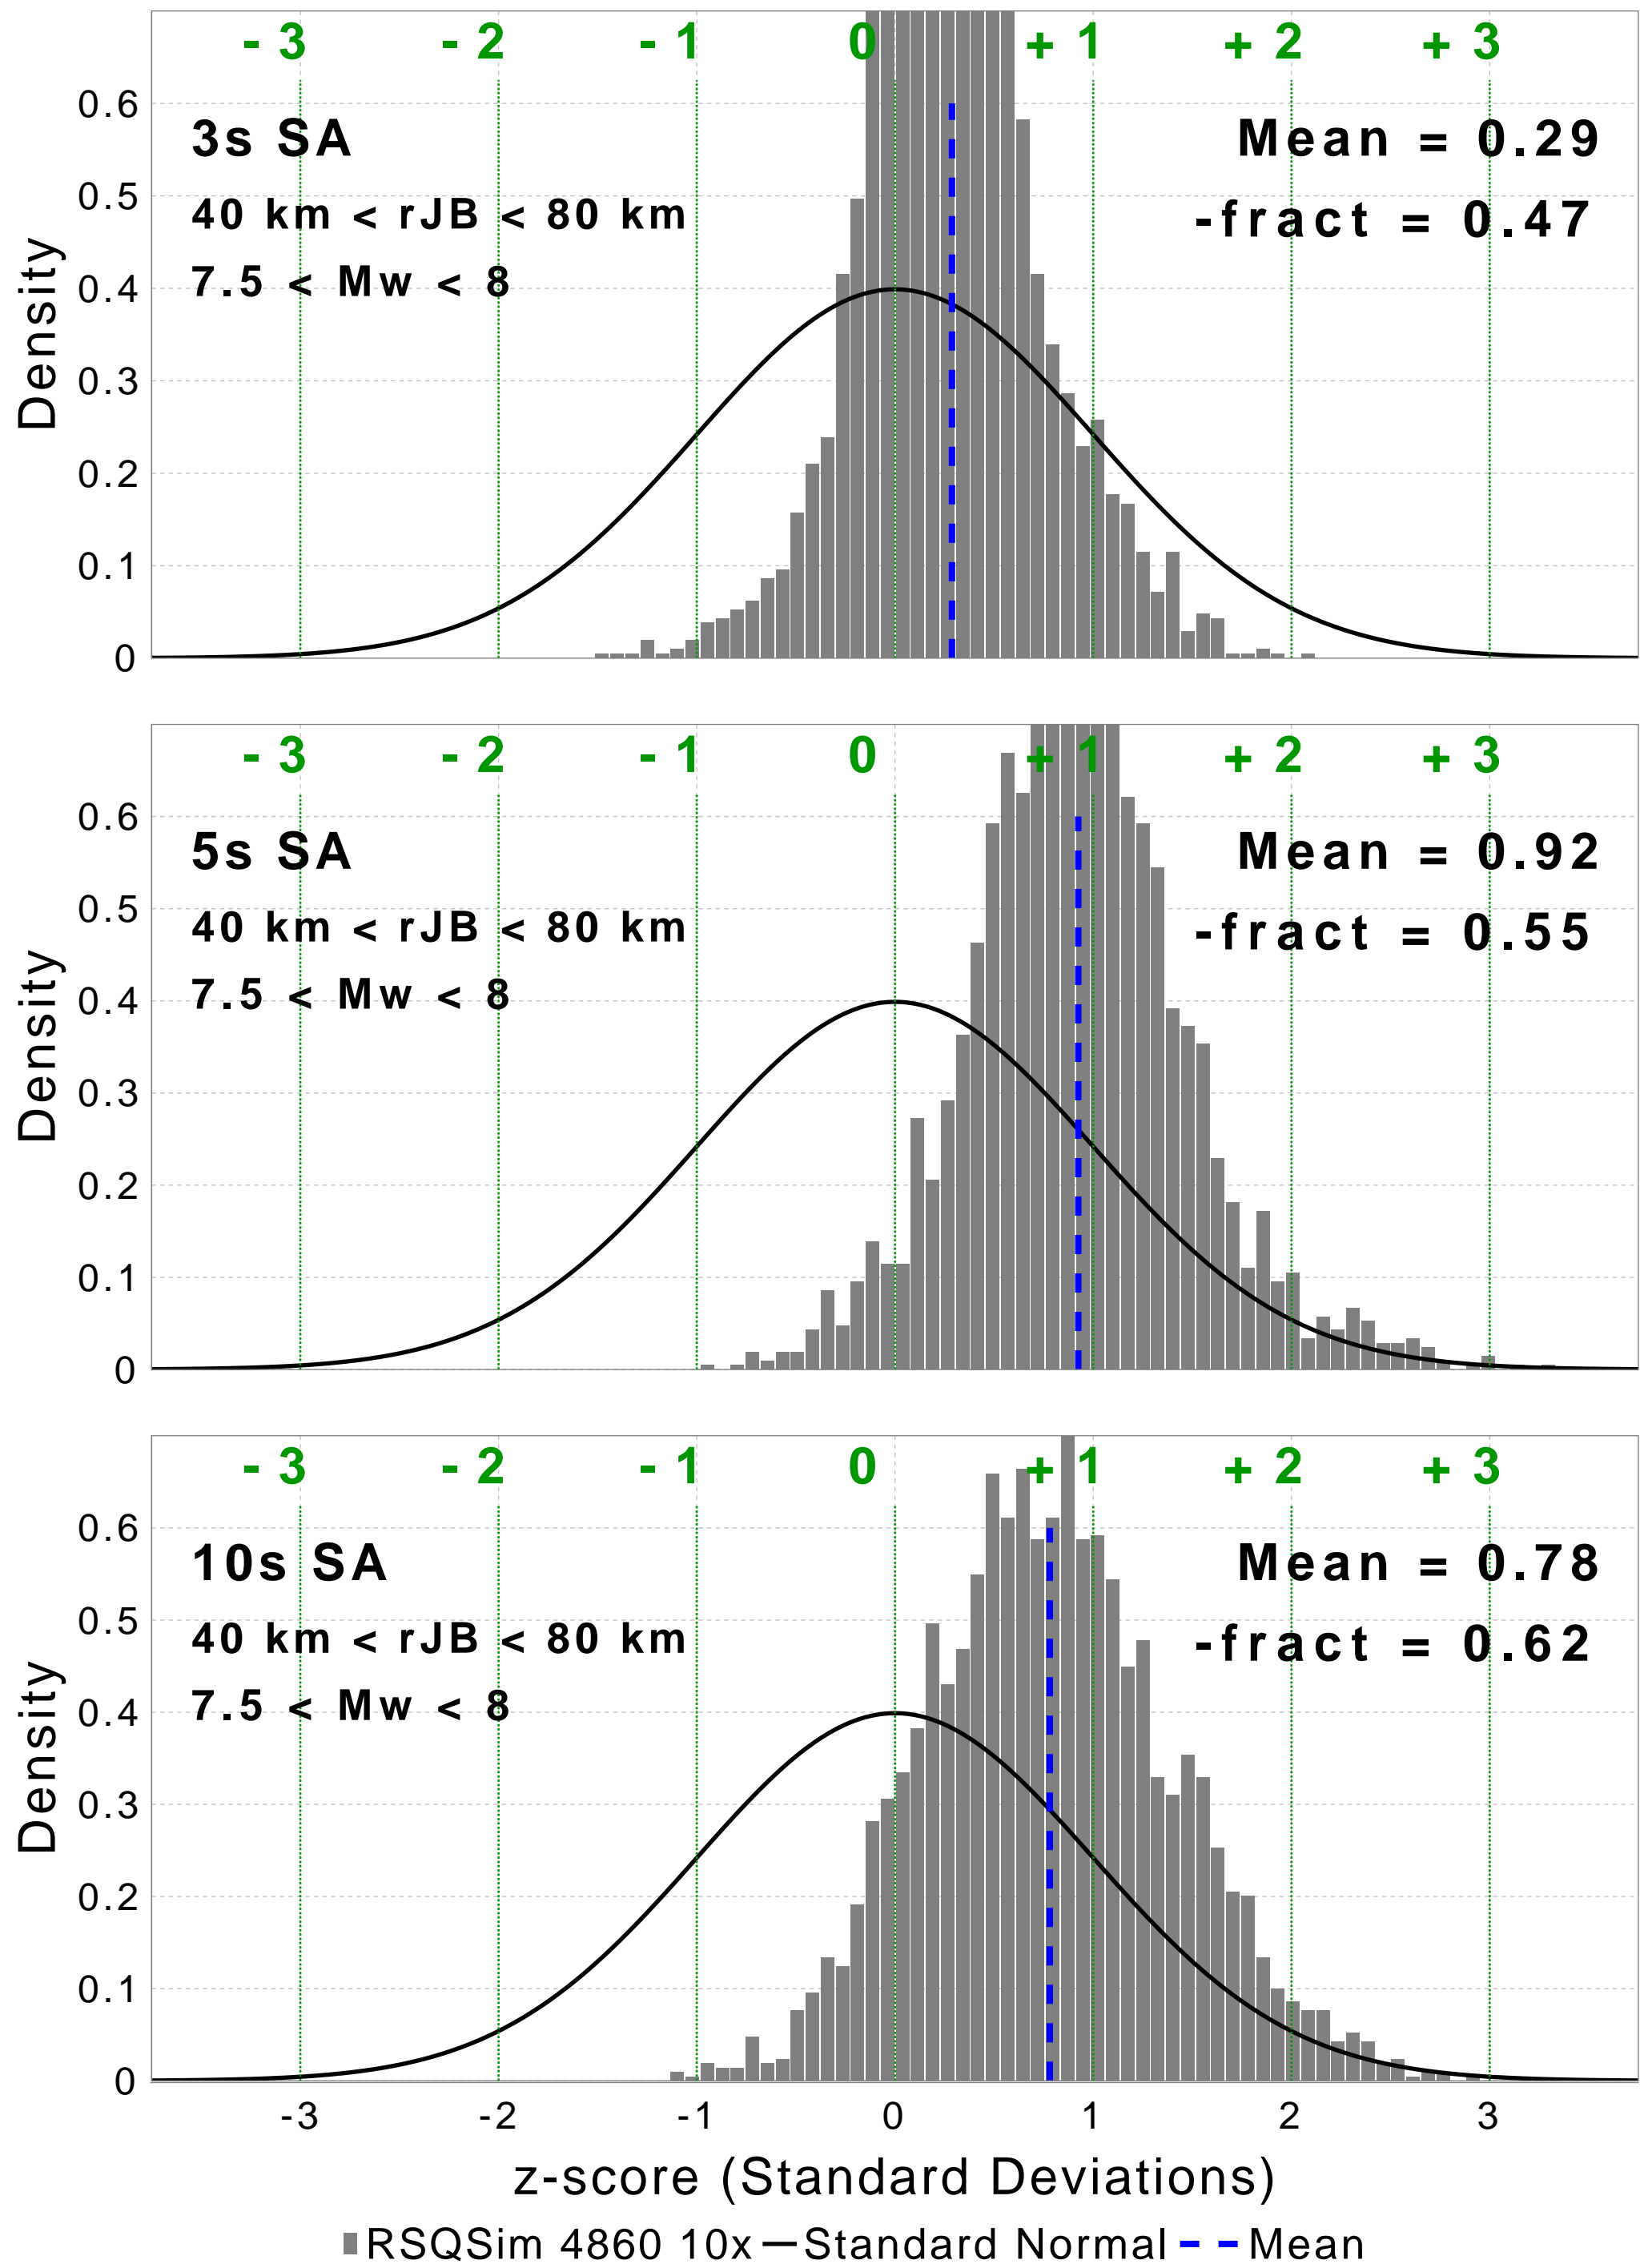 - 3 - 2 - 1 0 + 1 + 2 + 3
0.6
3s SA Mean = 0.29
0.5
40 km < rJB < 80 km -fract = 0.47
7.5 < Mw < 8
0.4
0.3
0.2
0.1
0
Density
- 3 - 2 - 1 0 + 1 + 2 + 3
0.6
5s SA Mean = 0.92
0.5
40 km < rJB < 80 km -fract = 0.55
7.5 < Mw < 8
0.4
0.3
0.2
0.1
0
Density
- 3 - 2 - 1 0 + 1 + 2 + 3
0.6
10s SA Mean = 0.78
0.5
40 km < rJB < 80 km -fract = 0.62
7.5 < Mw < 8
0.4
0.3
0.2
0.1
0
Density
-3 -2 -1 0 1 2 3
z-score (Standard Deviations)
RSQSim 4860 10x Standard Normal Mean